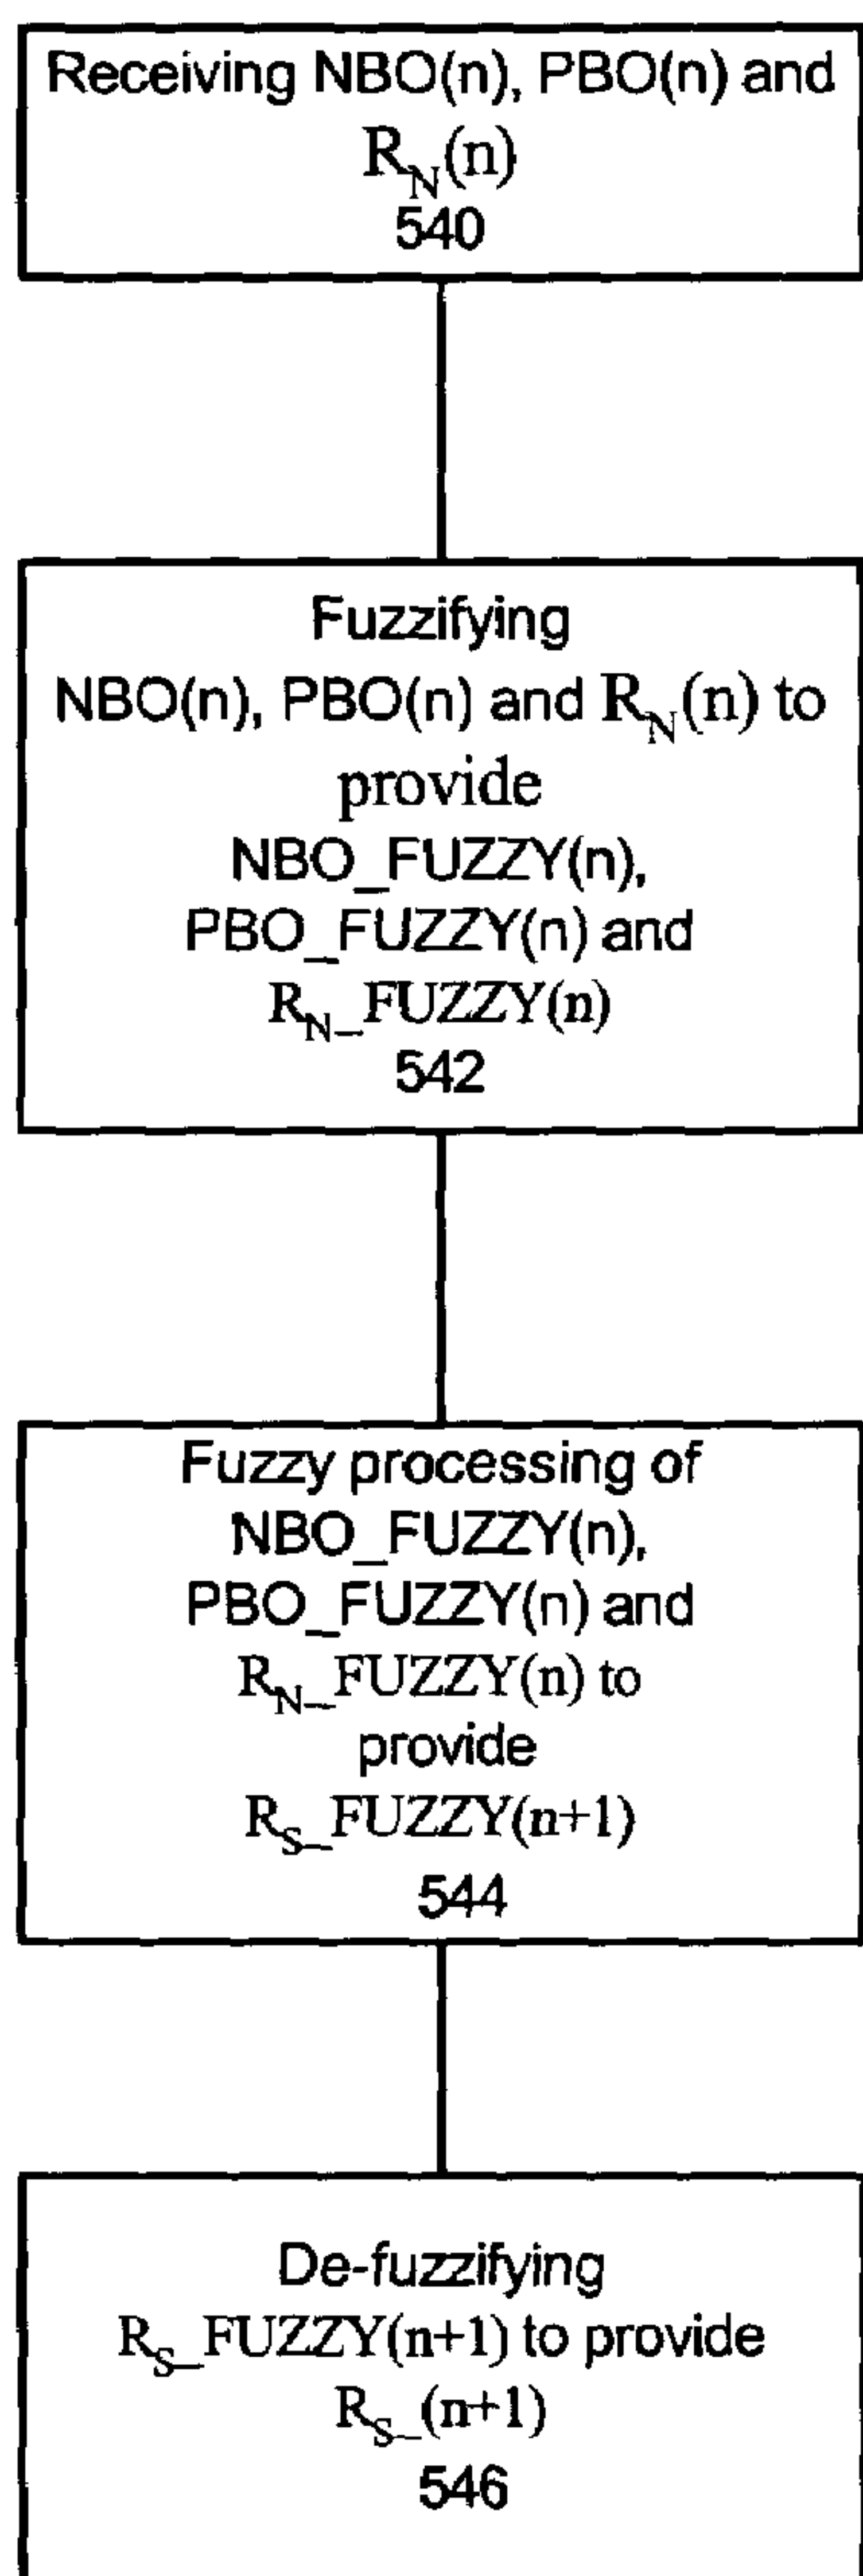 Receiving NBO(n), PBO(n) and
R_N(n)
540
Fuzzifying
NBO(n), PBO(n) and R_N(n) to
provide
NBO_FUZZY(n),
PBO_FUZZY(n) and
R_N_FUZZY(n)
542
Fuzzy processing of
NBO_FUZZY(n),
PBO_FUZZY(n) and
R_N_FUZZY(n) to
provide
R_S_FUZZY(n+1)
544
De-fuzzifying
R_S_FUZZY(n+1) to provide
R_S_(n+1)
546